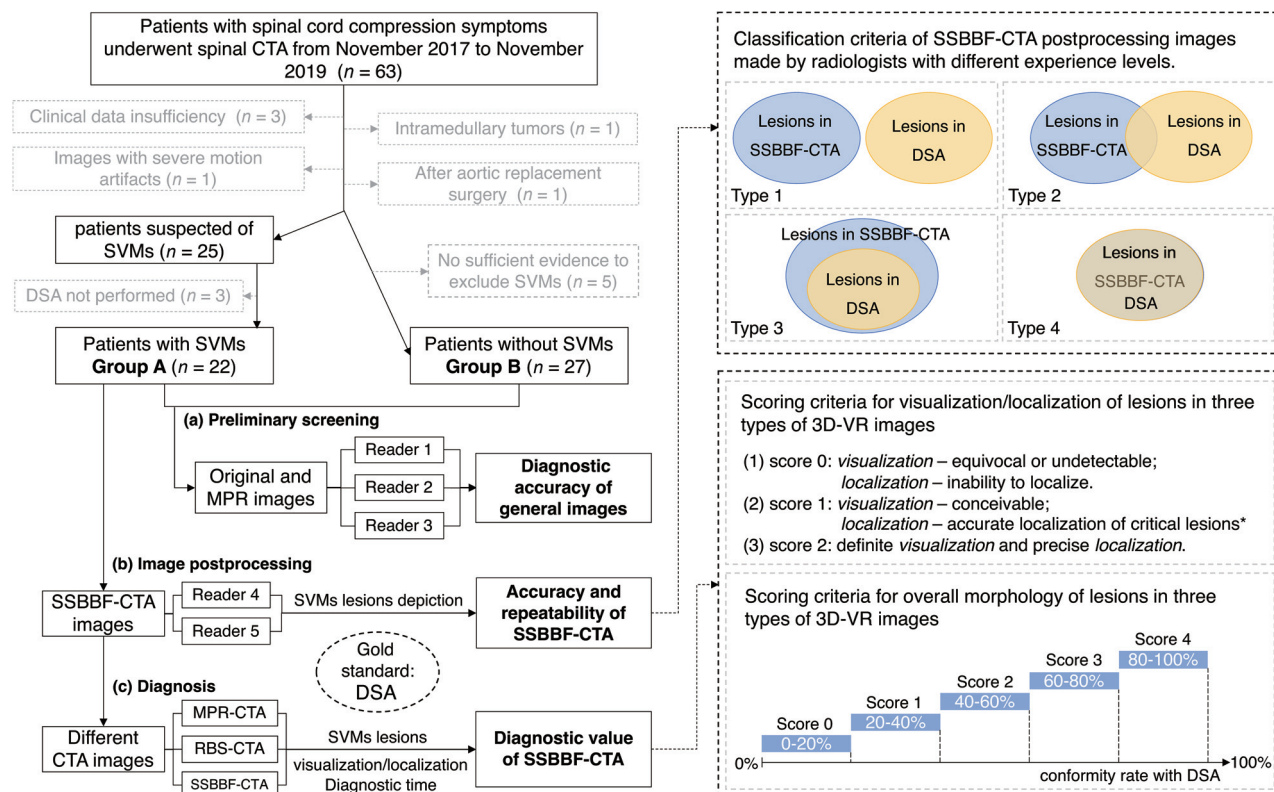 Patients with spinal cord compression symptoms
underwent spinal CTA from November 2017 to November
2019 (n = 63)
Clinical data insufficiency (n = 3)
Intramedullary tumors (n = 1)
Images with severe motion
artifacts (n = 1)
After aortic replacement
surgery (n = 1)
patients suspected of
SVMs (n = 25)
No sufficient evidence to
exclude SVMs (n = 5)
DSA not performed (n = 3)
Patients with SVMs
Group A (n = 22)
Patients without SVMs
Group B (n = 27)
(a) Preliminary screening
Original and
MPR images
Reader 1
Reader 2
Reader 3
Diagnostic
accuracy of
general images
(b) Image postprocessing
SSBBF-CTA
images
Reader 4
Reader 5
SVMs lesions depiction
Accuracy and
repeatability of
SSBBF-CTA
Gold
standard:
DSA
(c) Diagnosis
Different
CTA images
MPR-CTA
RBS-CTA
SSBBF-CTA
SVMs lesions
visualization/localization
Diagnostic time
Diagnostic value
of SSBBF-CTA
Classification criteria of SSBBF-CTA postprocessing images
made by radiologists with different experience levels.
Lesions in
SSBBF-CTA
Lesions in
DSA
Type 1
Lesions in
SSBBF-CTA
Lesions in
DSA
Type 2
Lesions in SSBBF-CTA
Lesions in
DSA
Type 3
Lesions in
SSBBF-CTA
DSA
Type 4
Scoring criteria for visualization/localization of lesions in three
types of 3D-VR images
(1) score 0: visualization – equivocal or undetectable;
localization – inability to localize.
(2) score 1: visualization – conceivable;
localization – accurate localization of critical lesions*
(3) score 2: definite visualization and precise localization.
Scoring criteria for overall morphology of lesions in three
types of 3D-VR images
Score 4
80-100%
Score 3
60-80%
Score 2
40-60%
Score 1
20-40%
Score 0
0-20%
0%
100%
conformity rate with DSA